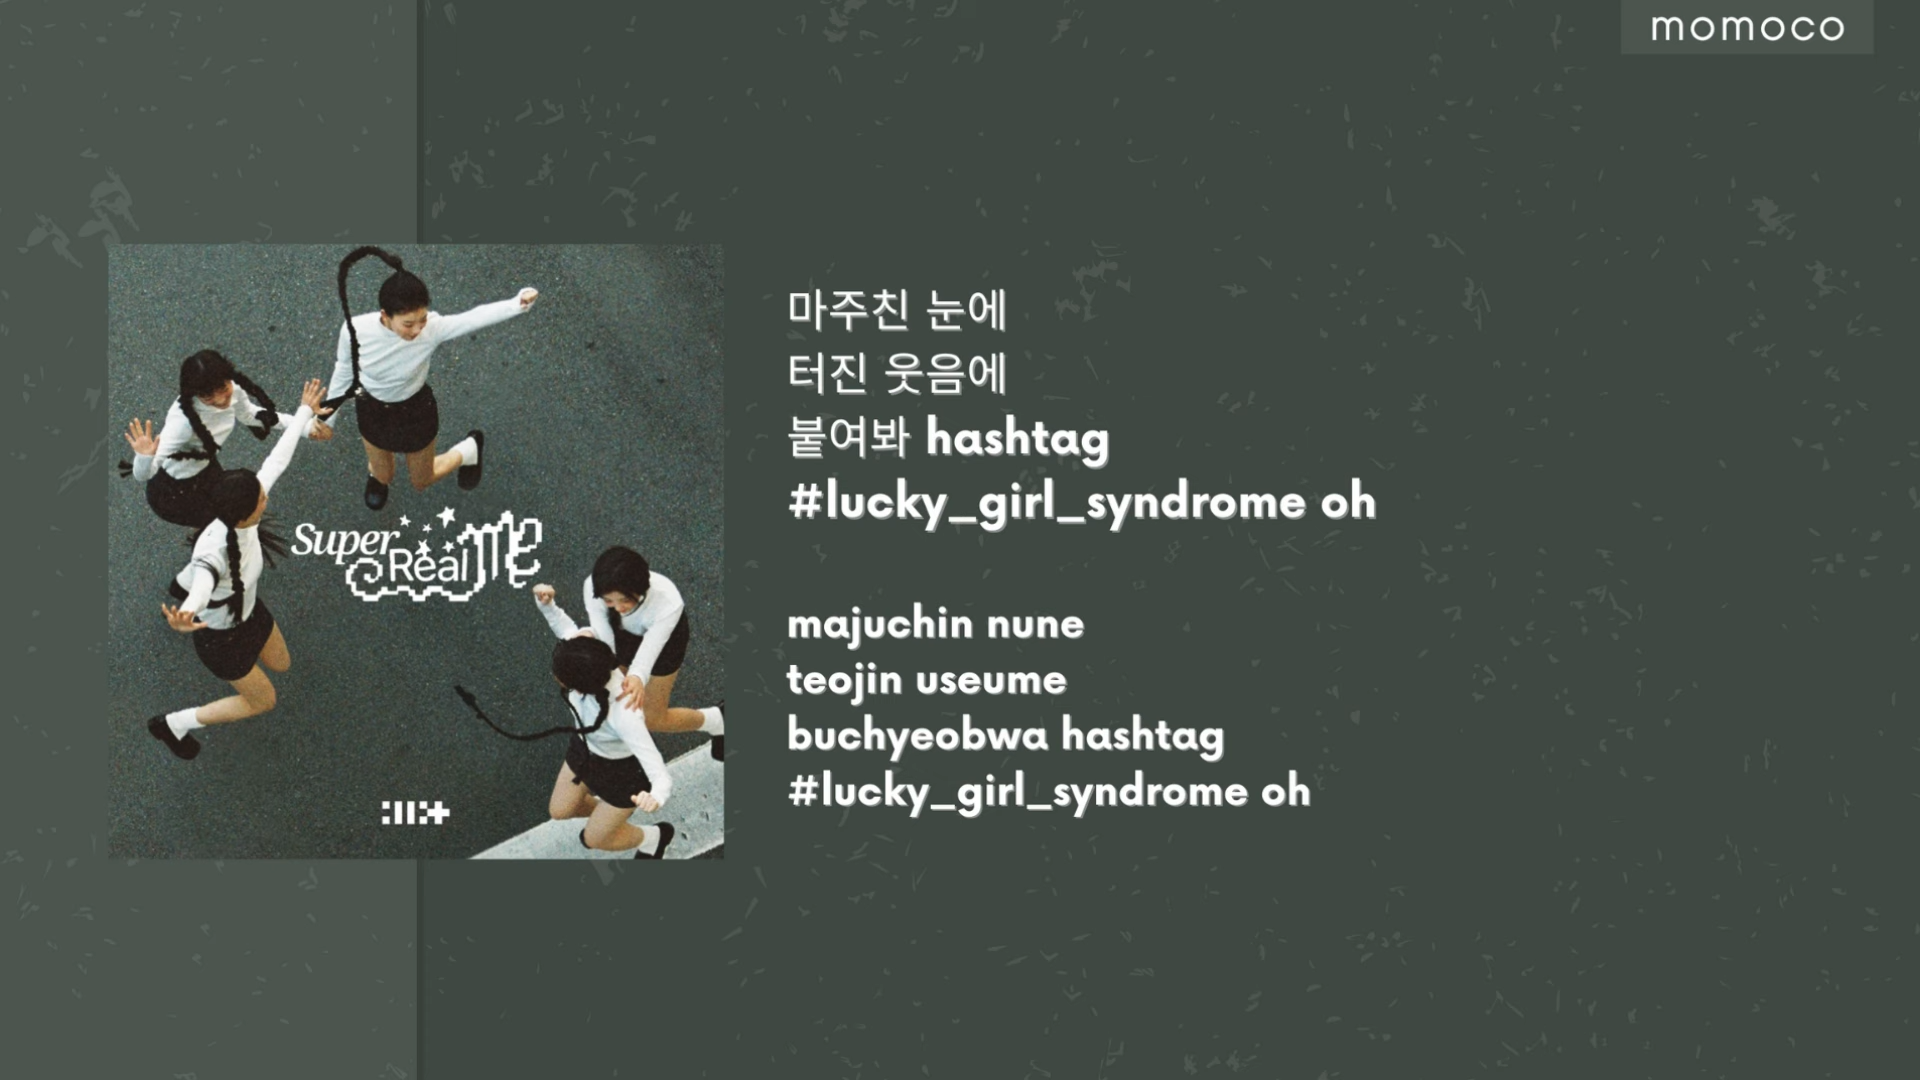 momoco
마주친 눈에
터진 웃음에
붙여봐 hashtag
#lucky_girl_syndrome oh
majuchin nune
teojin useume
buchyeobwa hashtag
#lucky_girl_syndrome oh
Super
Real Me